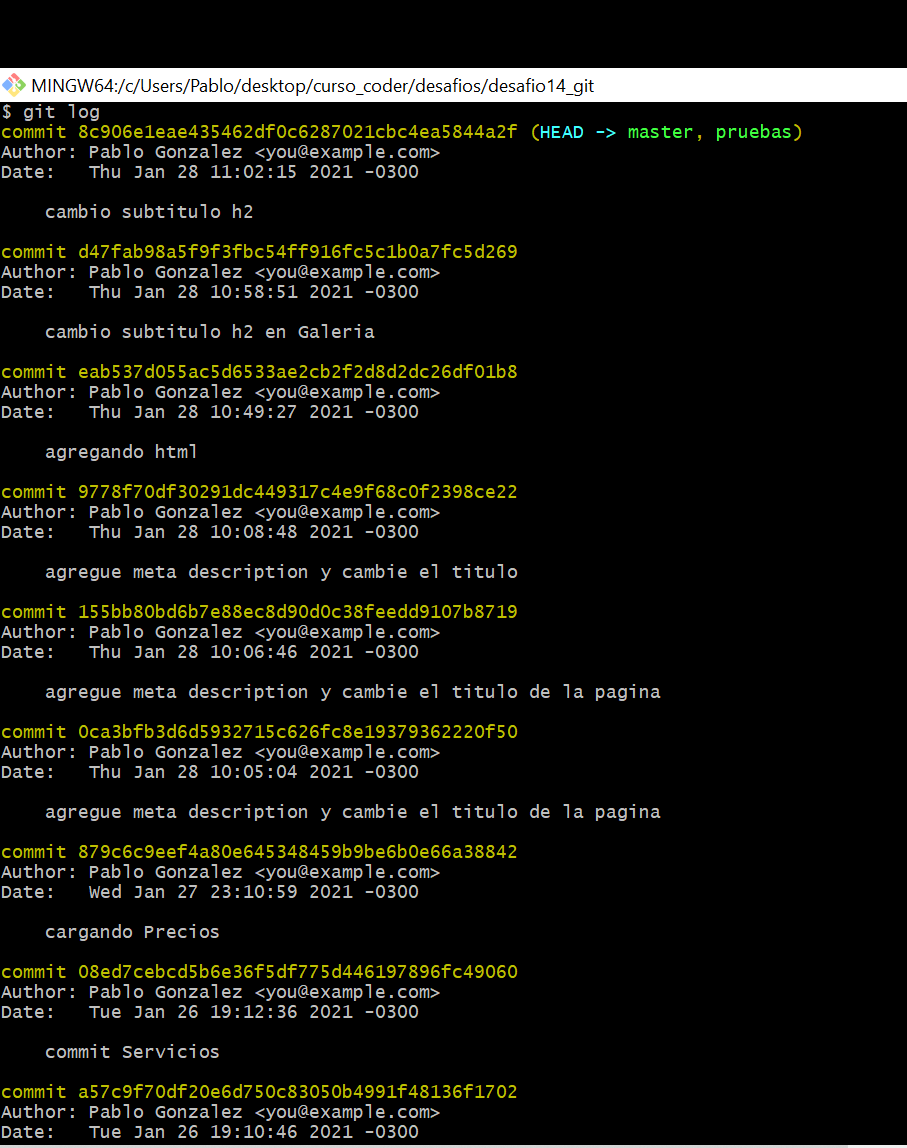 MINGW64:/c/Users/Pablo/desktop/curso_coder/desafios/desafio14_git
$ git log
commit 8c906e1eae435462df0c6287021cbc4ea5844a2f (HEAD -> master, pruebas)
Author: Pablo Gonzalez <you@example.com>
Date:   Thu Jan 28 11:02:15 2021 -0300
    cambio subtitulo h2
commit d47fab98a5f9f3fbc54ff916fc5c1b0a7fc5d269
Author: Pablo Gonzalez <you@example.com>
Date:   Thu Jan 28 10:58:51 2021 -0300
    cambio subtitulo h2 en Galeria
commit eab537d055ac5d6533ae2cb2f2d8d2dc26df01b8
Author: Pablo Gonzalez <you@example.com>
Date:   Thu Jan 28 10:49:27 2021 -0300
    agregando html
commit 9778f70df30291dc449317c4e9f68c0f2398ce22
Author: Pablo Gonzalez <you@example.com>
Date:   Thu Jan 28 10:08:48 2021 -0300
    agregue meta description y cambie el titulo
commit 155bb80bd6b7e88ec8d90d0c38feedd9107b8719
Author: Pablo Gonzalez <you@example.com>
Date:   Thu Jan 28 10:06:46 2021 -0300
    agregue meta description y cambie el titulo de la pagina
commit 0ca3bfb3d6d5932715c626fc8e19379362220f50
Author: Pablo Gonzalez <you@example.com>
Date:   Thu Jan 28 10:05:04 2021 -0300
    agregue meta description y cambie el titulo de la pagina
commit 879c6c9eef4a80e645348459b9be6b0e66a38842
Author: Pablo Gonzalez <you@example.com>
Date:   Wed Jan 27 23:10:59 2021 -0300
    cargando Precios
commit 08ed7cebcd5b6e36f5df775d446197896fc49060
Author: Pablo Gonzalez <you@example.com>
Date:   Tue Jan 26 19:12:36 2021 -0300
    commit Servicios
commit a57c9f70df20e6d750c83050b4991f48136f1702
Author: Pablo Gonzalez <you@example.com>
Date:   Tue Jan 26 19:10:46 2021 -0300